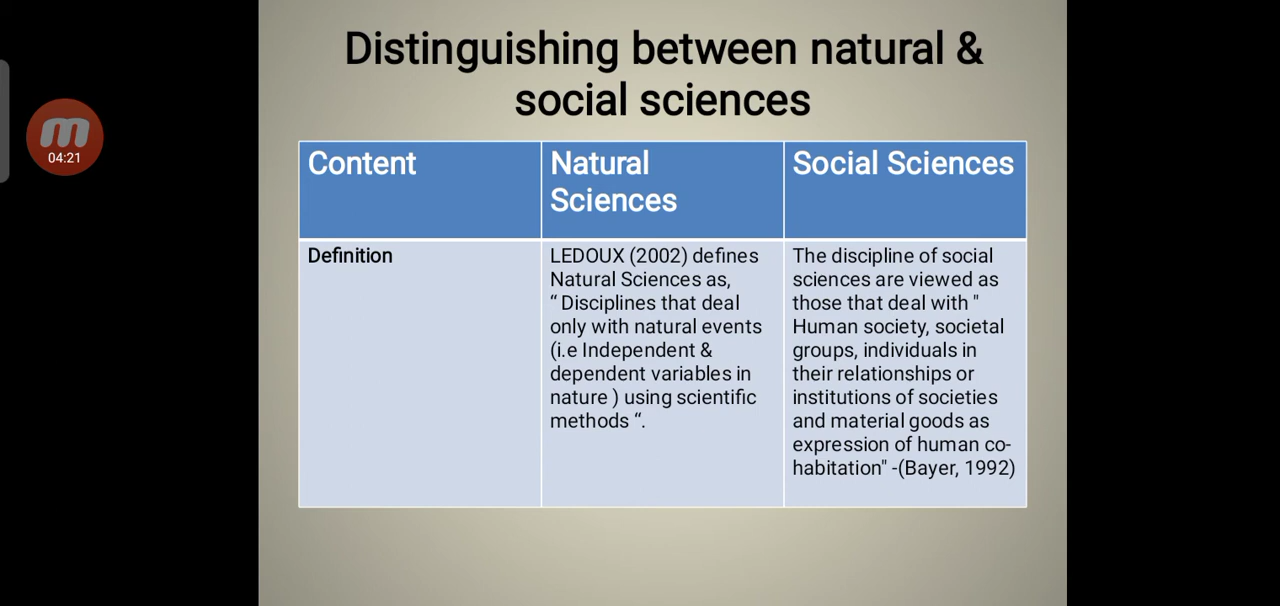 Distinguishing between natural &
social sciences
04:21
Content
Natural
Sciences
Social Sciences
Definition
LEDOUX (2002) defines
Natural Sciences as,
“ Disciplines that deal
only with natural events
(i.e Independent &
dependent variables in
nature ) using scientific
methods “.
The discipline of social
sciences are viewed as
those that deal with "
Human society, societal
groups, individuals in
their relationships or
institutions of societies
and material goods as
expression of human co-
habitation" -(Bayer, 1992)